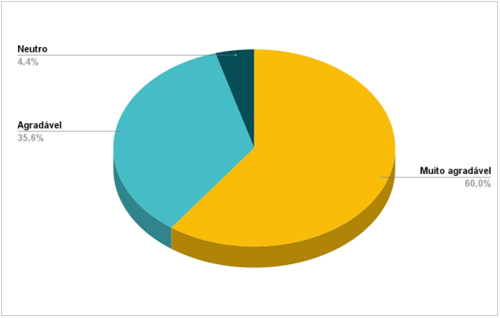 Neutro
4,4%
Agradável
35,6%
Muito agradável
60,0%